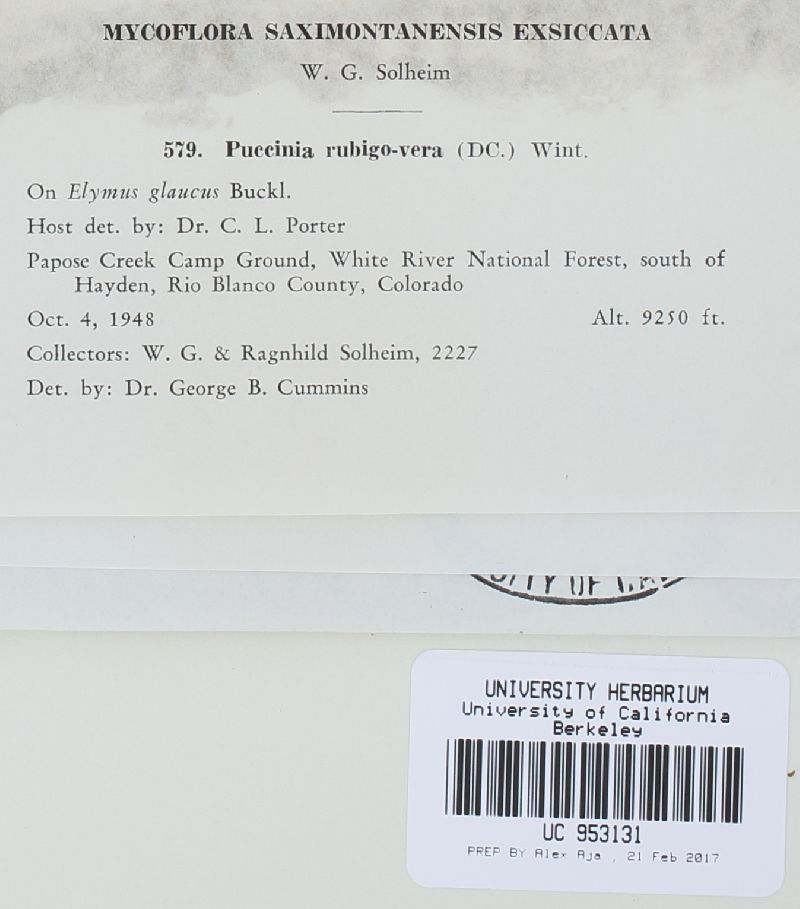 MYCOFLORA SAXIMONTANENSIS EXSICCATA
W. G. Solheim
579. Puccinia rubigo-vera (DC.) Wint.
On Elymus glaucus Buckl.
Host det. by: Dr. C. L. Porter
Papose Creek Camp Ground, White River National Forest, south of
Hayden, Rio Blanco County, Colorado
Oct. 4, 1948 Alt. 9250 ft.
Collectors: W. G. & Ragnhild Solheim, 2227
Det. by: Dr. George B. Cummins
OF
UNIVERSITY HERBARIUM
University of California
Berkeley
UC 953131
PREP BY Alex Aja , 21 Feb 2017